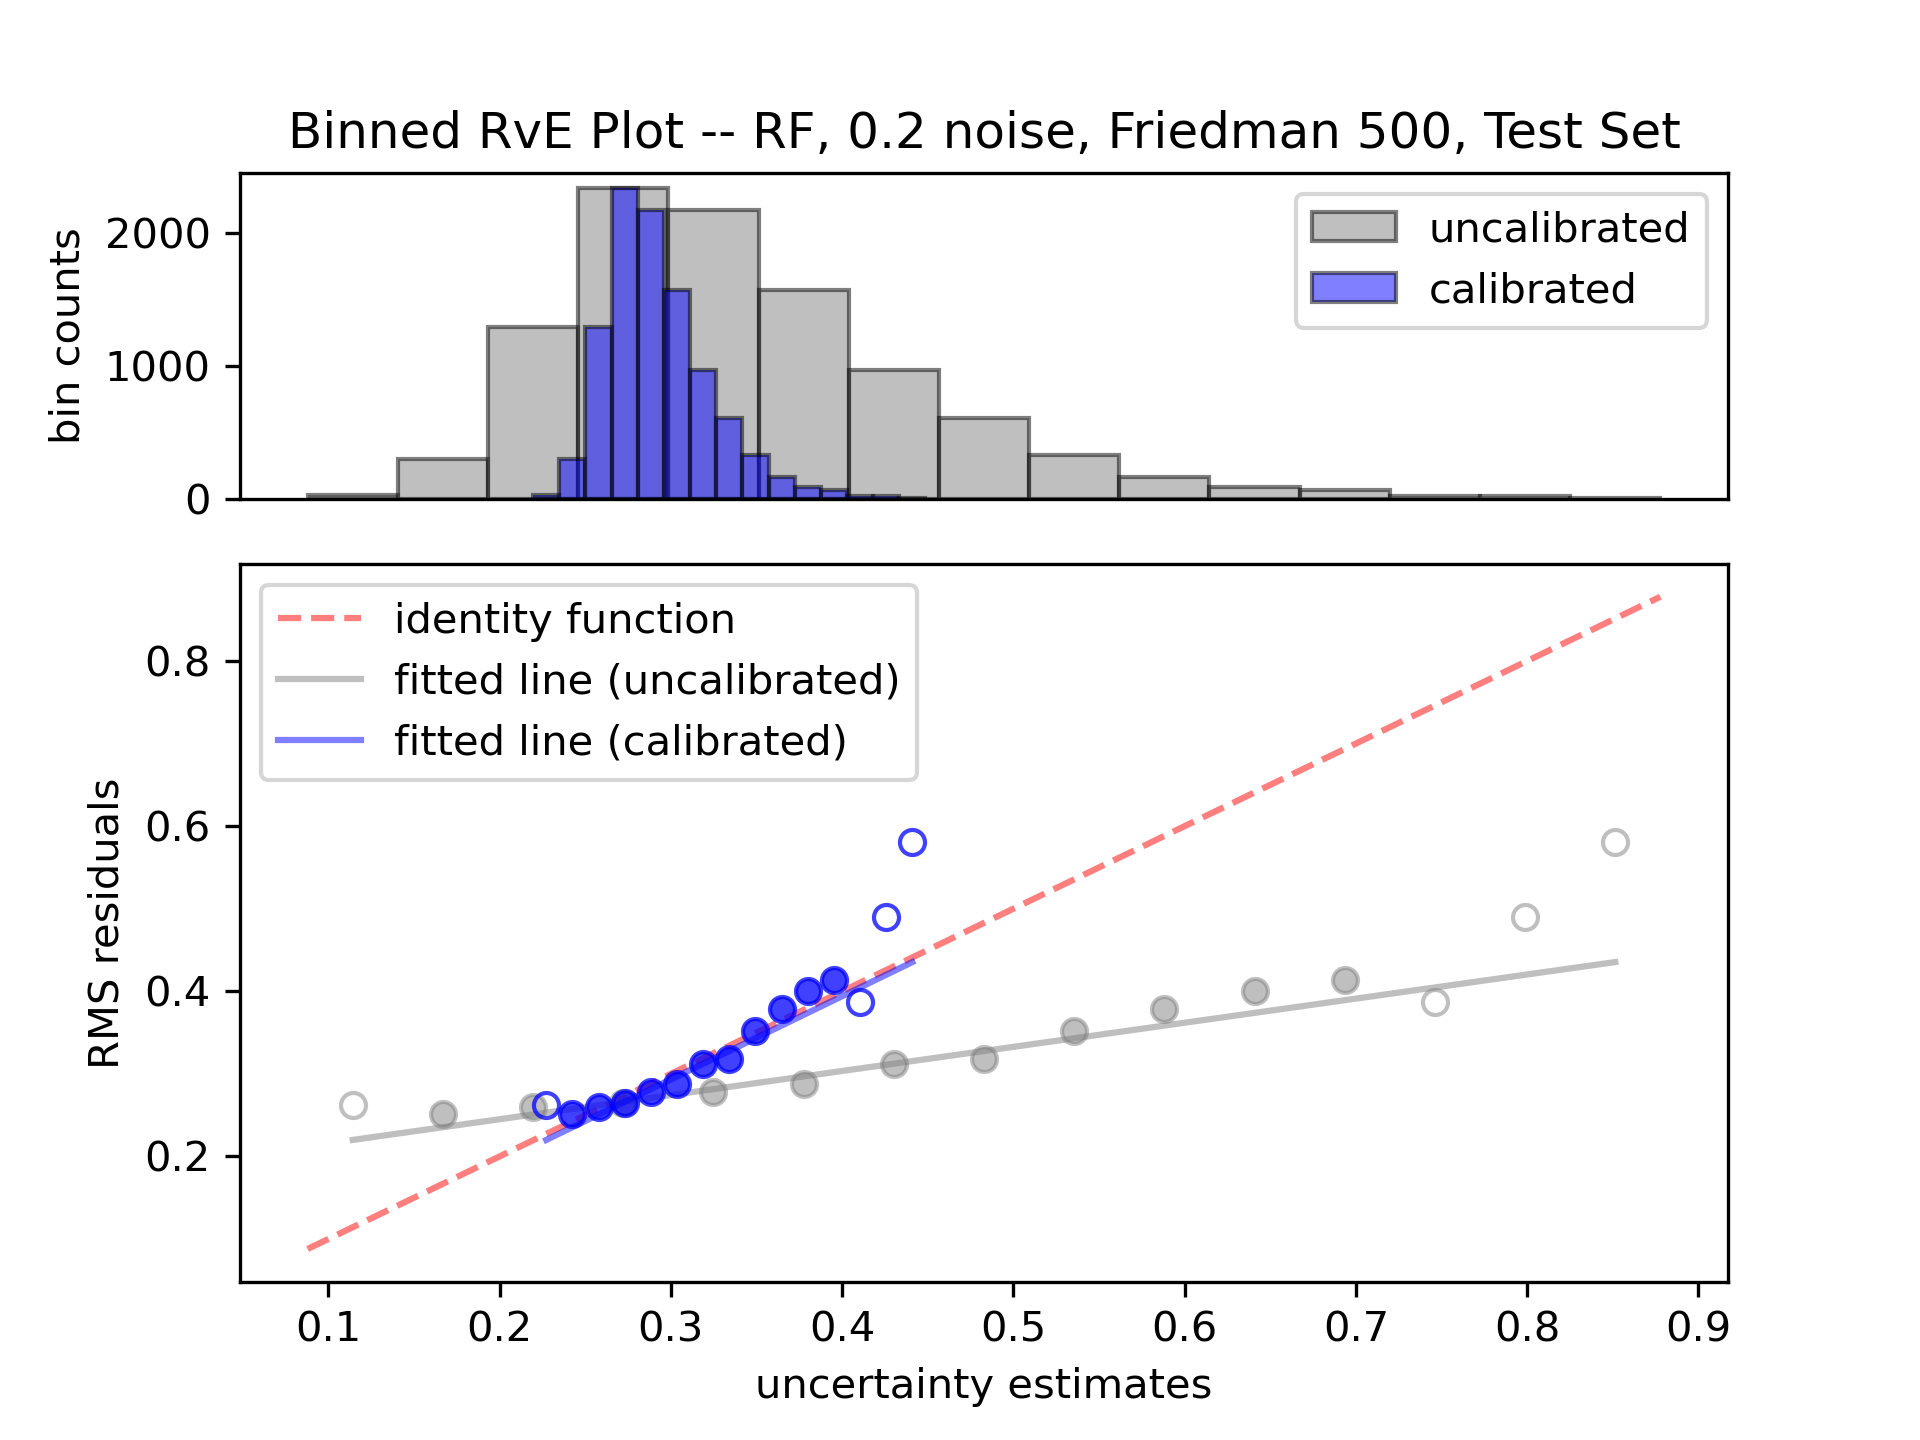 Binned RvE Plot -- RF, 0.2 noise, Friedman 500, Test Set
bin counts
2000
1000
0
uncalibrated
calibrated
RMS residuals
0.8
0.6
0.4
0.2
identity function
fitted line (uncalibrated)
fitted line (calibrated)
0.1 0.2 0.3 0.4 0.5 0.6 0.7 0.8 0.9
uncertainty estimates